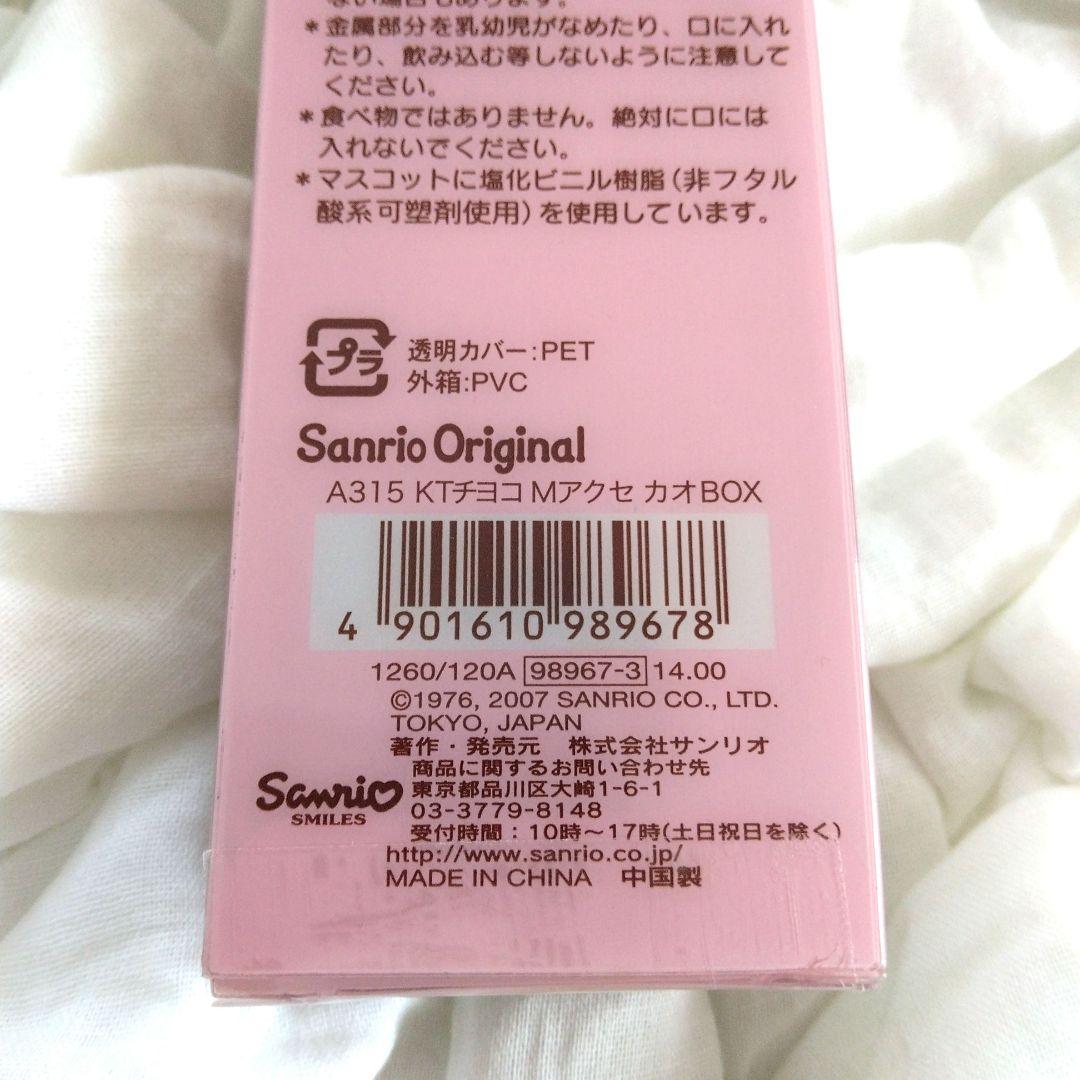 ない場合もあります。
*金属部分を乳幼児がなめたり、口に入れ
たり、飲み込む等しないように注意して
ください。
*食べ物ではありません。絶対に口には
入れないでください。
*マスコットに塩化ビニル樹脂(非フタル
酸系可塑剤使用)を使用しています。
プラ
透明カバー:PET
外箱:PVC
Sanrio Original
A315 KTチヨコ Mアクセ カオBOX
4 901610 989678
1260/120A 98967-3 14.00
©1976, 2007 SANRIO CO., LTD.
TOKYO, JAPAN
著作・発売元 株式会社サンリオ
商品に関するお問い合わせ先
Sanrio
SMILES
東京都品川区大崎1-6-1
03-3779-8148
受付時間:10時〜17時(土日祝日を除く)
http://www.sanrio.co.jp/
MADE IN CHINA 中国製